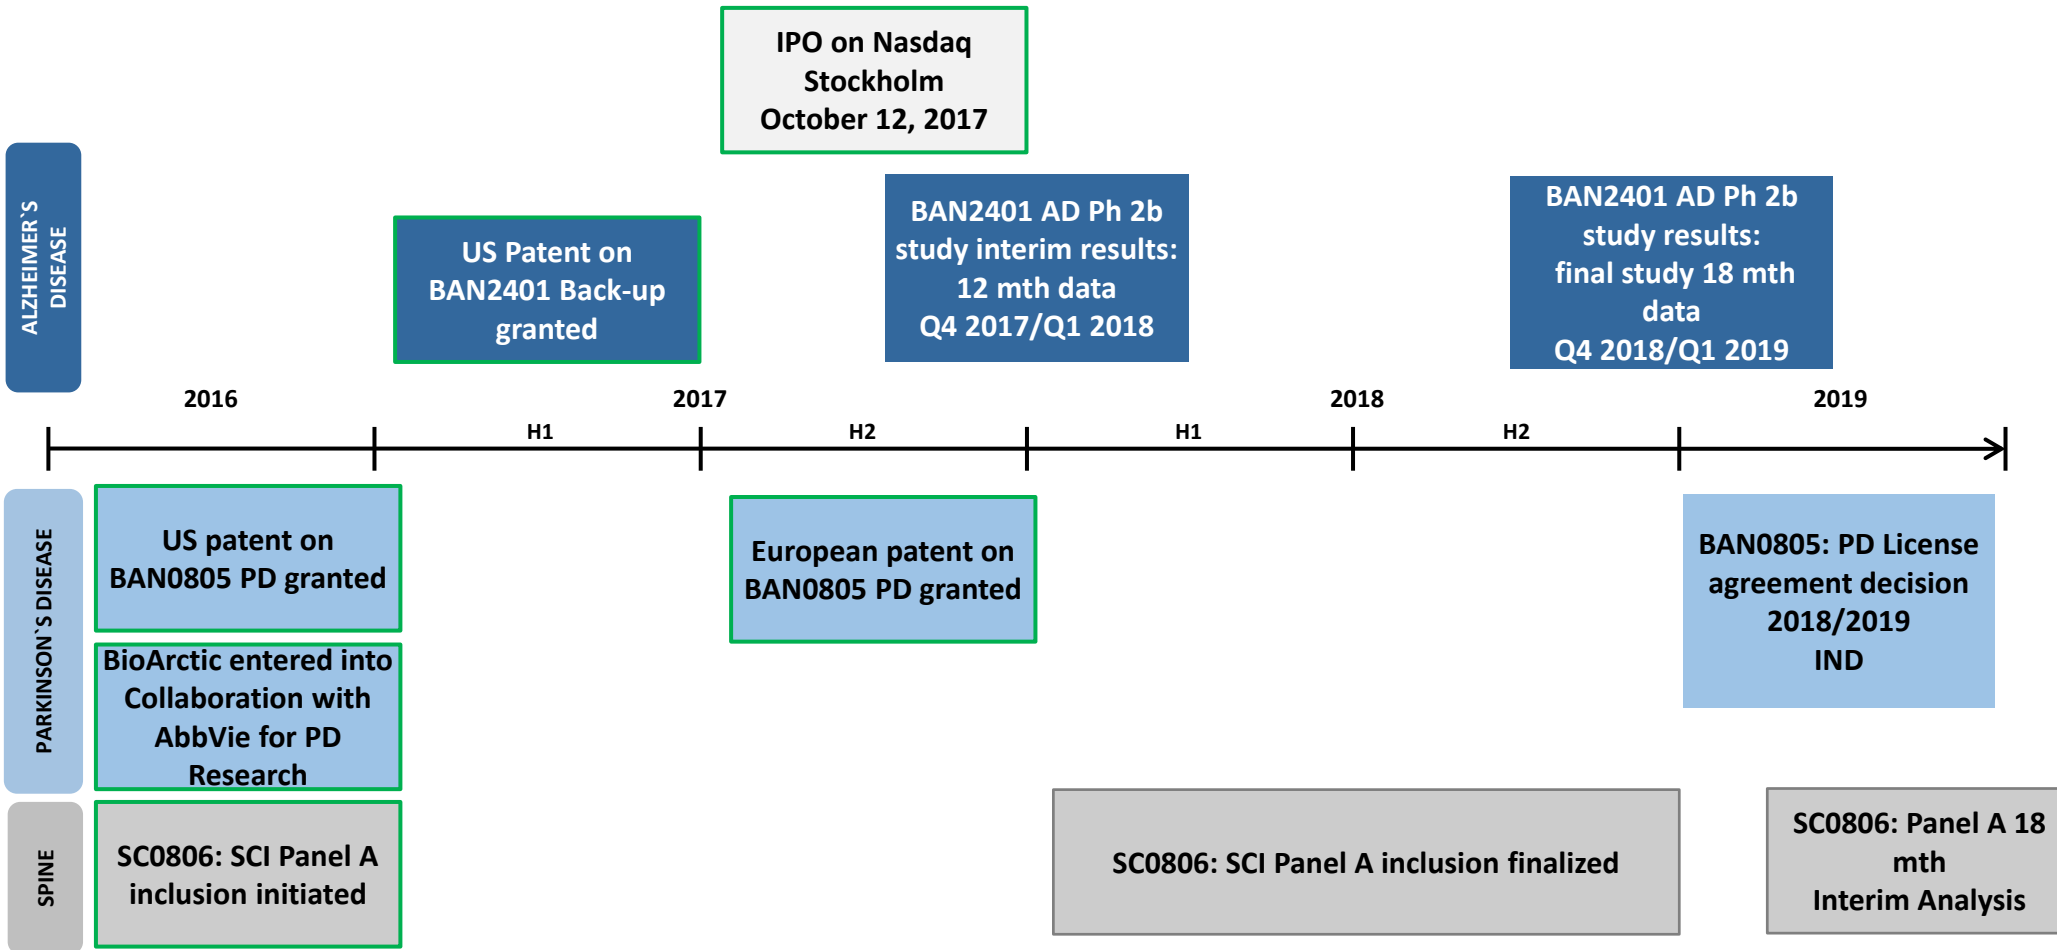 IPO on Nasdaq
Stockholm
October 12, 2017
ALZHEIMER`S
DISEASE
US Patent on
BAN2401 Back-up
granted
BAN2401 AD Ph 2b
study interim results:
12 mth data
Q4 2017/Q1 2018
BAN2401 AD Ph 2b
study results:
final study 18 mth
data
Q4 2018/Q1 2019
2016
2017
2018
2019
H1
H2
H1
H2
PARKINSON`S DISEASE
US patent on
BAN0805 PD granted
European patent on
BAN0805 PD granted
BAN0805: PD License
agreement decision
2018/2019
IND
BioArctic entered into
Collaboration with
AbbVie for PD
Research
SPINE
SC0806: SCI Panel A
inclusion initiated
SC0806: SCI Panel A inclusion finalized
SC0806: Panel A 18
mth
Interim Analysis